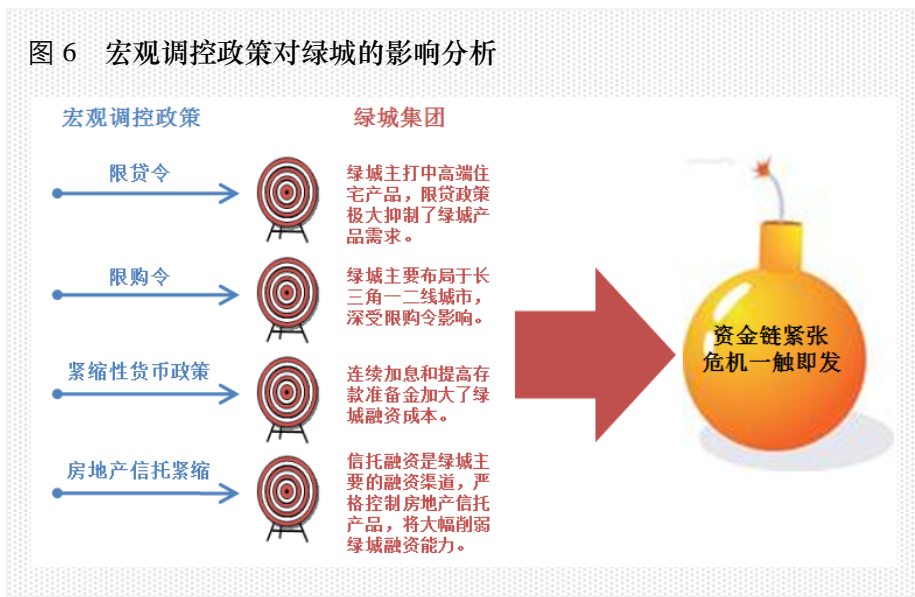 图 6 宏观调控政策对绿城的影响分析
宏观调控政策
绿城集团
限贷令
绿城主打中高端住
宅产品，限贷政策
极大抑制了绿城产
品需求。
限购令
绿城主要布局于长
三角一二线城市，
深受限购令影响。
紧缩性货币政策
连续加息和提高存
款准备金加大了绿
城融资成本。
房地产信托紧缩
信托融资是绿城主
要的融资渠道，严
格控制房地产信托
产品，将大幅削弱
绿城融资能力。
资金链紧张
危机一触即发